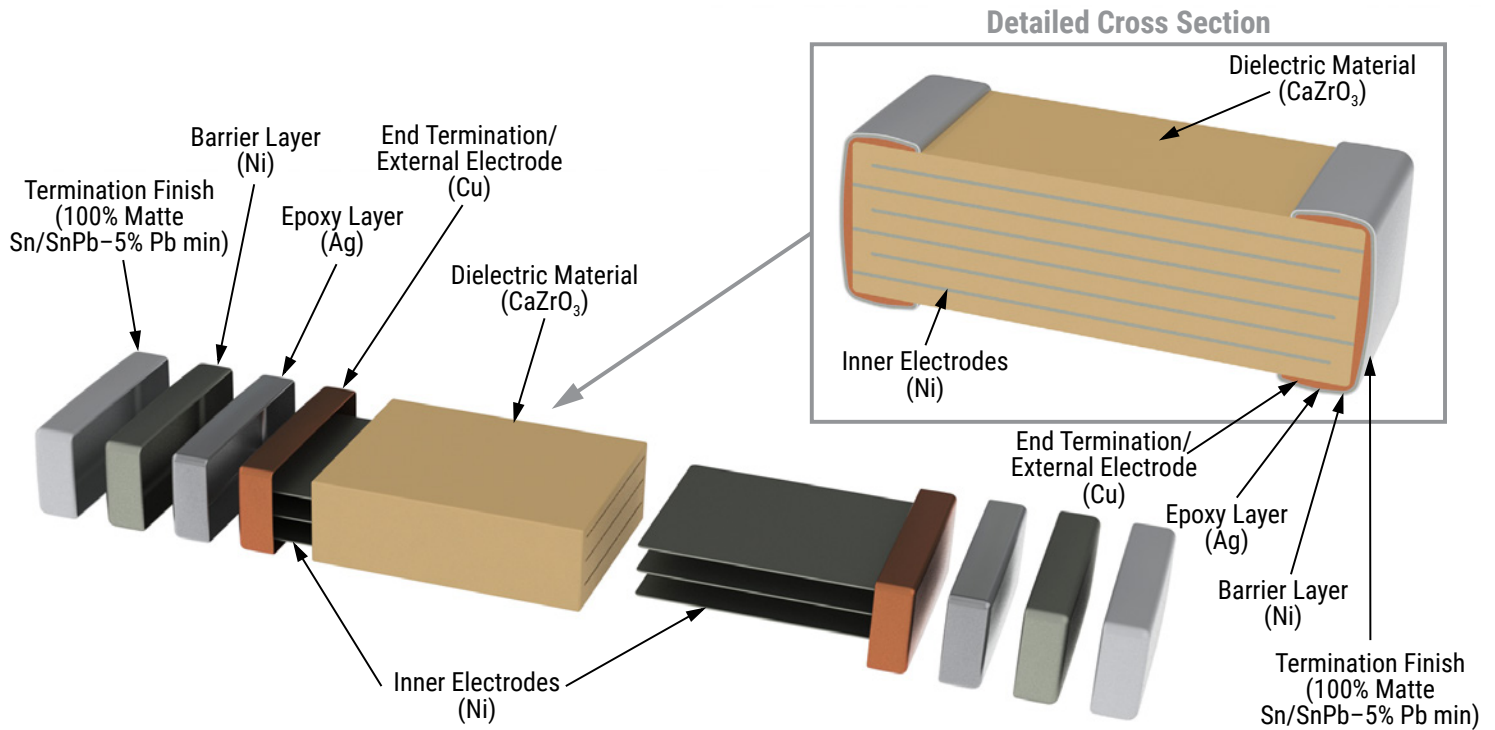 Detailed Cross Section
Dielectric Material
(CaZrO₃)
Barrier Layer
(Ni)
End Termination/
External Electrode
(Cu)
Termination Finish
(100% Matte
Sn/SnPb–5% Pb min)
Epoxy Layer
(Ag)
Dielectric Material
(CaZrO₃)
Inner Electrodes
(Ni)
End Termination/
External Electrode
(Cu)
Epoxy Layer
(Ag)
Barrier Layer
(Ni)
Termination Finish
(100% Matte
Sn/SnPb–5% Pb min)
Inner Electrodes
(Ni)